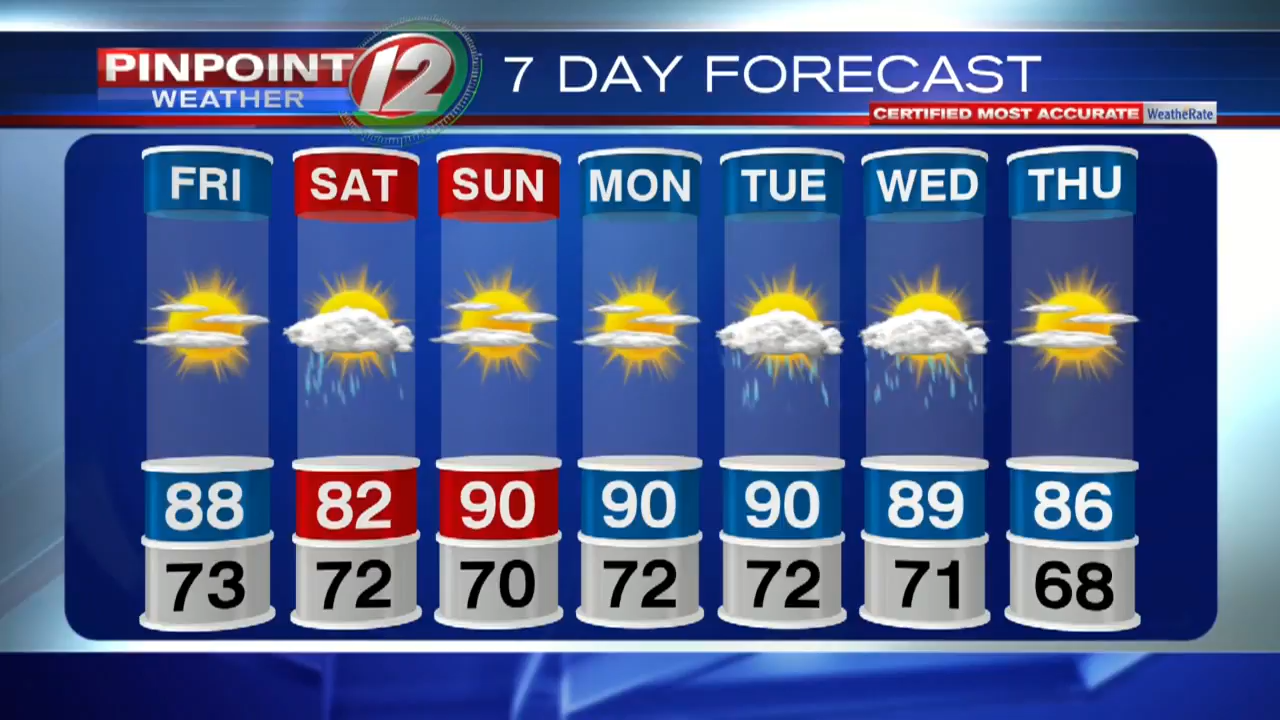 PINPOINT 12
WEATHER
7 DAY FORECAST
CERTIFIED MOST ACCURATE WeatheRate
FRI SAT SUN MON TUE WED THU
88 82 90 90 90 89 86
73 72 70 72 72 71 68